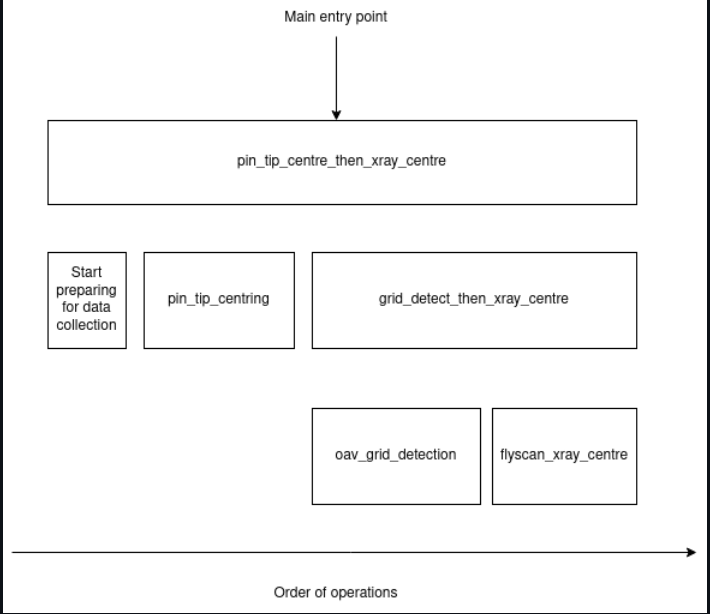 Main entry point
pin_tip_centre_then_xray_centre
Start
preparing
for data
collection
pin_tip_centring
grid_detect_then_xray_centre
oav_grid_detection
flyscan_xray_centre
Order of operations